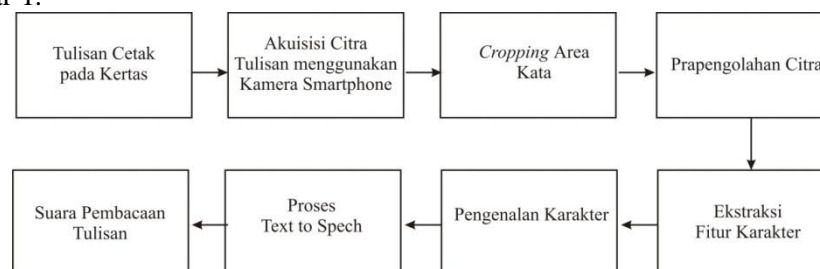 Tulisan Cetak
pada Kertas
Akuisisi Citra
Tulisan menggunakan
Kamera Smartphone
Cropping Area
Kata
Prapengolahan Citra
Suara Pembacaan
Tulisan
Proses
Text to Spech
Pengenalan Karakter
Ekstraksi
Fitur Karakter